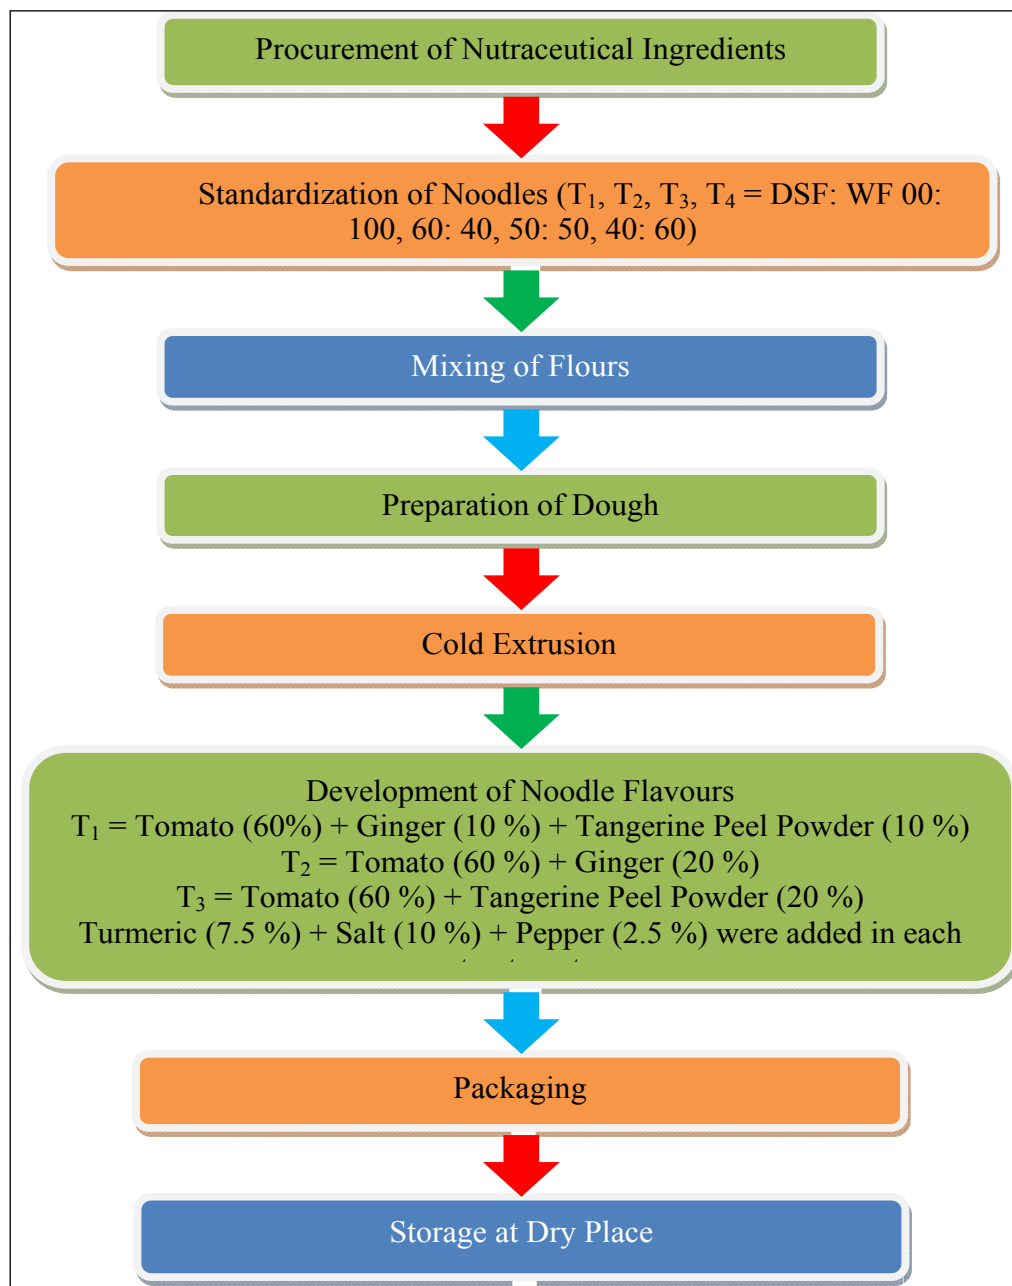 Procurement of Nutraceutical Ingredients
Standardization of Noodles (T₁, T₂, T₃, T₄ = DSF: WF 00:
100, 60: 40, 50: 50, 40: 60)
Mixing of Flours
Preparation of Dough
Cold Extrusion
Development of Noodle Flavours
T₁ = Tomato (60%) + Ginger (10 %) + Tangerine Peel Powder (10 %)
T₂ = Tomato (60 %) + Ginger (20 %)
T₃ = Tomato (60 %) + Tangerine Peel Powder (20 %)
Turmeric (7.5 %) + Salt (10 %) + Pepper (2.5 %) were added in each
Packaging
Storage at Dry Place